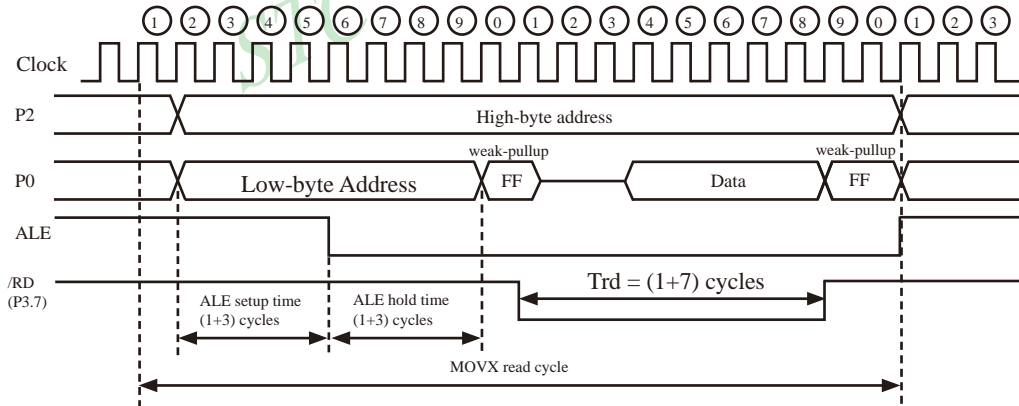 STC
1 2 3 4 5 6 7 8 9 0 1 2 3 4 5 6 7 8 9 0 1 2 3
Clock
P2
High-byte address
weak-pullup
weak-pullup
P0
Low-byte Address
FF
Data
FF
ALE
/RD
(P3.7)
Trd = (1+7) cycles
ALE setup time
(1+3) cycles
ALE hold time
(1+3) cycles
MOVX read cycle